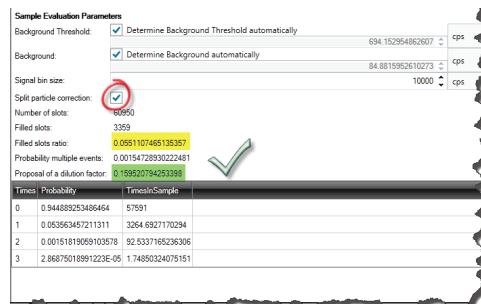 Sample Evaluation Parameters
Background Threshold: Determine Background Threshold automatically
694.152954862607 cps
Background: Determine Background automatically
84.8815952610273 cps
Signal bin size: 10000 cps
Split particle correction:
Number of slots: 60950
Filled slots: 3359
Filled slots ratio: 0.0551107465135357
Probability multiple events: 0.00154728930222481
Proposal of a dilution factor: 0.159520794253398
Times Probability TimesInSample
0 0.944889253486464 57591
1 0.053563457211311 3264.6927170294
2 0.00151819059103578 92.5337165236306
3 2.86875018991223E-05 1.74850324075151